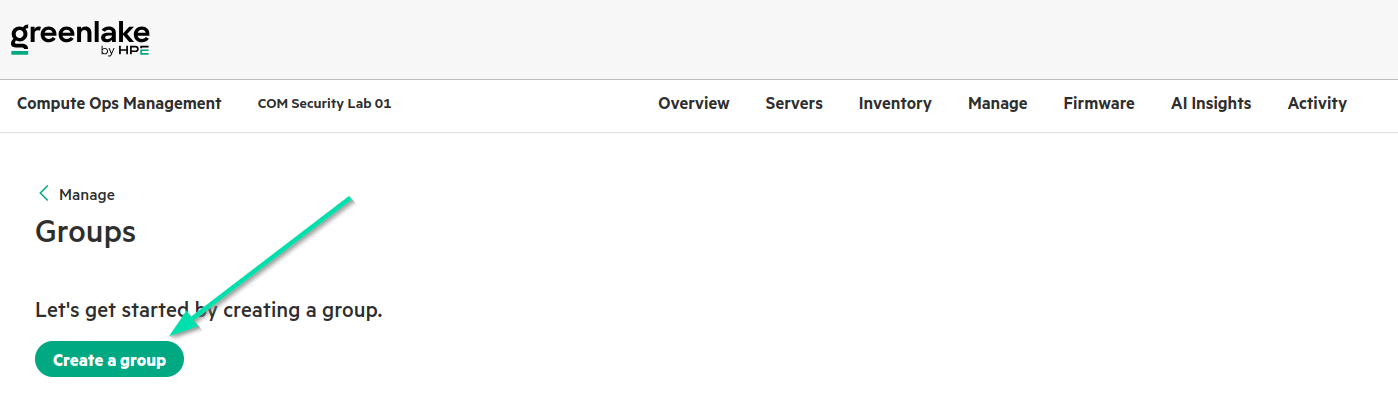 greenlake
by HPE
Compute Ops Management COM Security Lab 01 Overview Servers Inventory Manage Firmware AI Insights Activity
Manage
Groups
Let's get started by creating a group.
Create a group